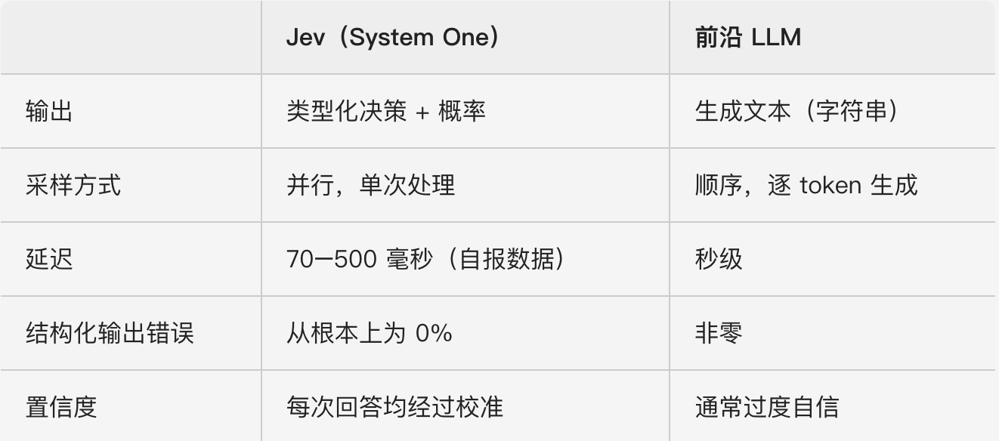 Jev（System One） 前沿 LLM
输出 类型化决策 + 概率 生成文本（字符串）
采样方式 并行，单次处理 顺序，逐 token 生成
延迟 70—500 毫秒（自报数据） 秒级
结构化输出错误 从根本上为 0% 非零
置信度 每次回答均经过校准 通常过度自信